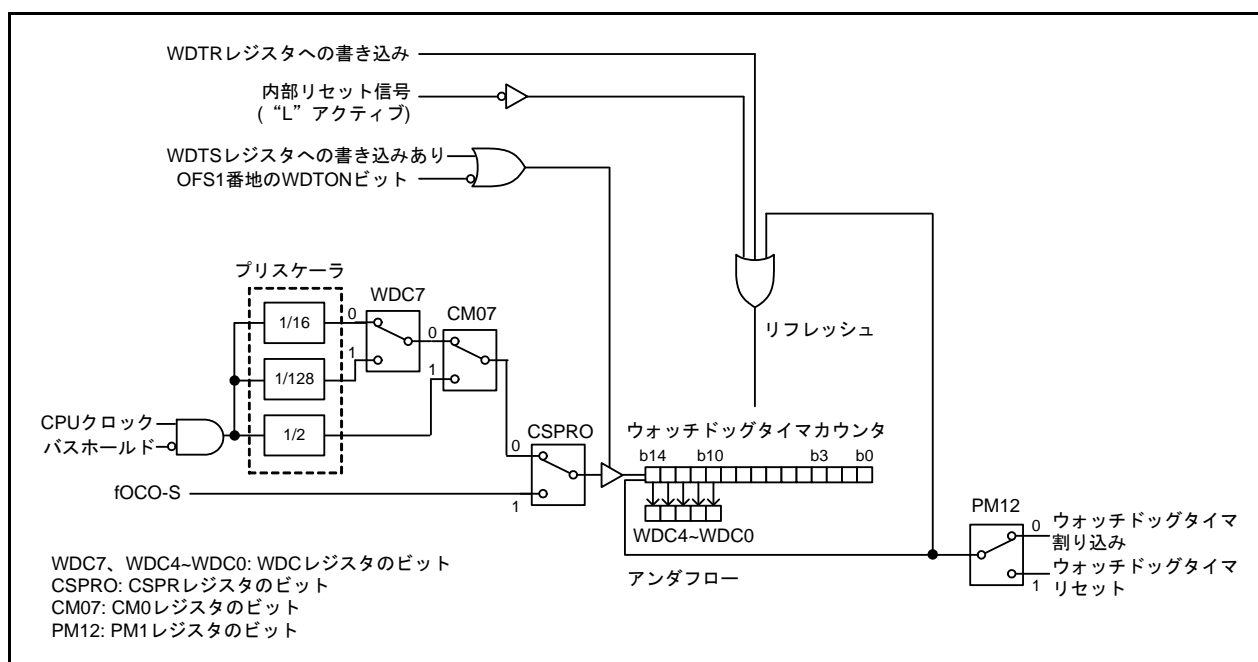 WDTRレジスタへの書き込み
内部リセット信号
(“L”アクティブ)
WDTSレジスタへの書き込みあり
OFS1番地のWDTONビット
プリスケーラ
WDC7
CM07
1/16
0
0
リフレッシュ
1
1
1/128
CPUクロック
バスホールド
1/2
CSPRO
ウォッチドッグタイマカウンタ
0
b14
b10
b3
b0
fOCO-S
1
WDC4~WDC0
PM12
0
ウォッチドッグタイマ
割り込み
ウォッチドッグタイマ
リセット
1
アンダフロー
WDC7、WDC4~WDC0: WDCレジスタのビット
CSPRO: CSPRレジスタのビット
CM07: CM0レジスタのビット
PM12: PM1レジスタのビット